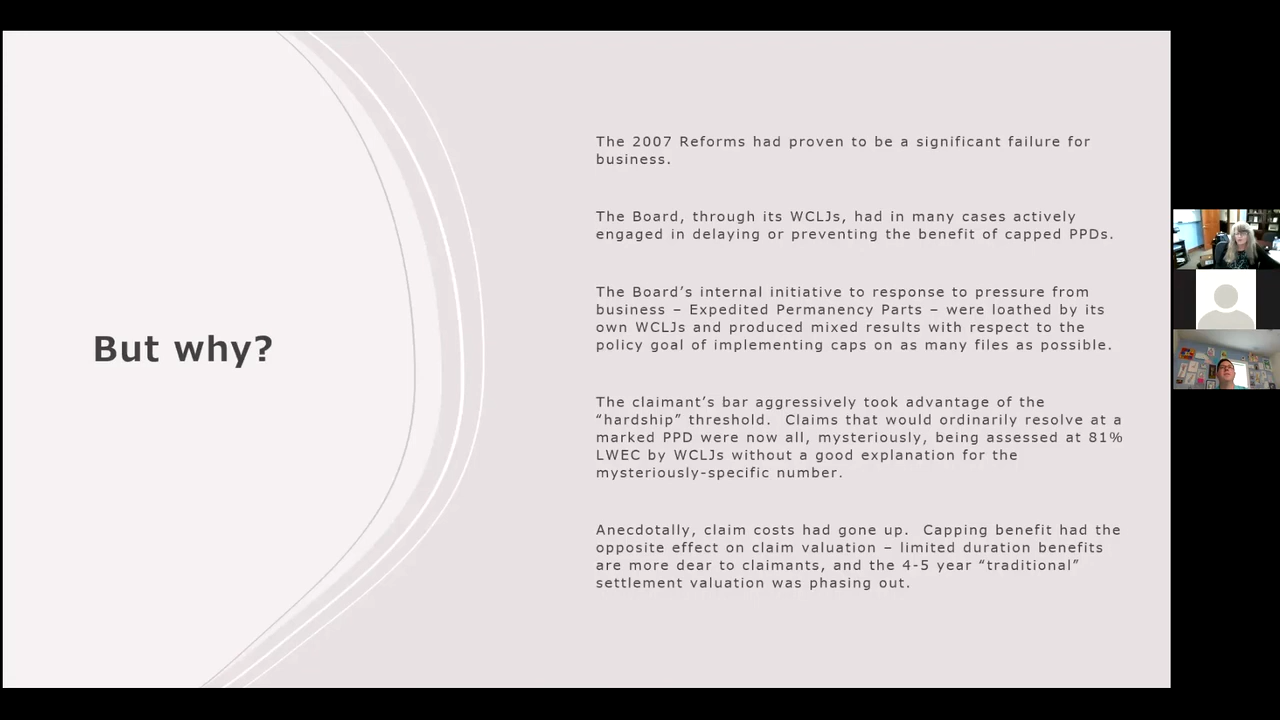 But why?
The 2007 Reforms had proven to be a significant failure for
business.
The Board, through its WCLJs, had in many cases actively
engaged in delaying or preventing the benefit of capped PPDs.
The Board’s internal initiative to response to pressure from
business – Expedited Permanency Parts – were loathed by its
own WCLJs and produced mixed results with respect to the
policy goal of implementing caps on as many files as possible.
The claimant’s bar aggressively took advantage of the
“hardship” threshold.  Claims that would ordinarily resolve at a
marked PPD were now all, mysteriously, being assessed at 81%
LWEC by WCLJs without a good explanation for the
mysteriously-specific number.
Anecdotally, claim costs had gone up.  Capping benefit had the
opposite effect on claim valuation – limited duration benefits
are more dear to claimants, and the 4-5 year “traditional”
settlement valuation was phasing out.